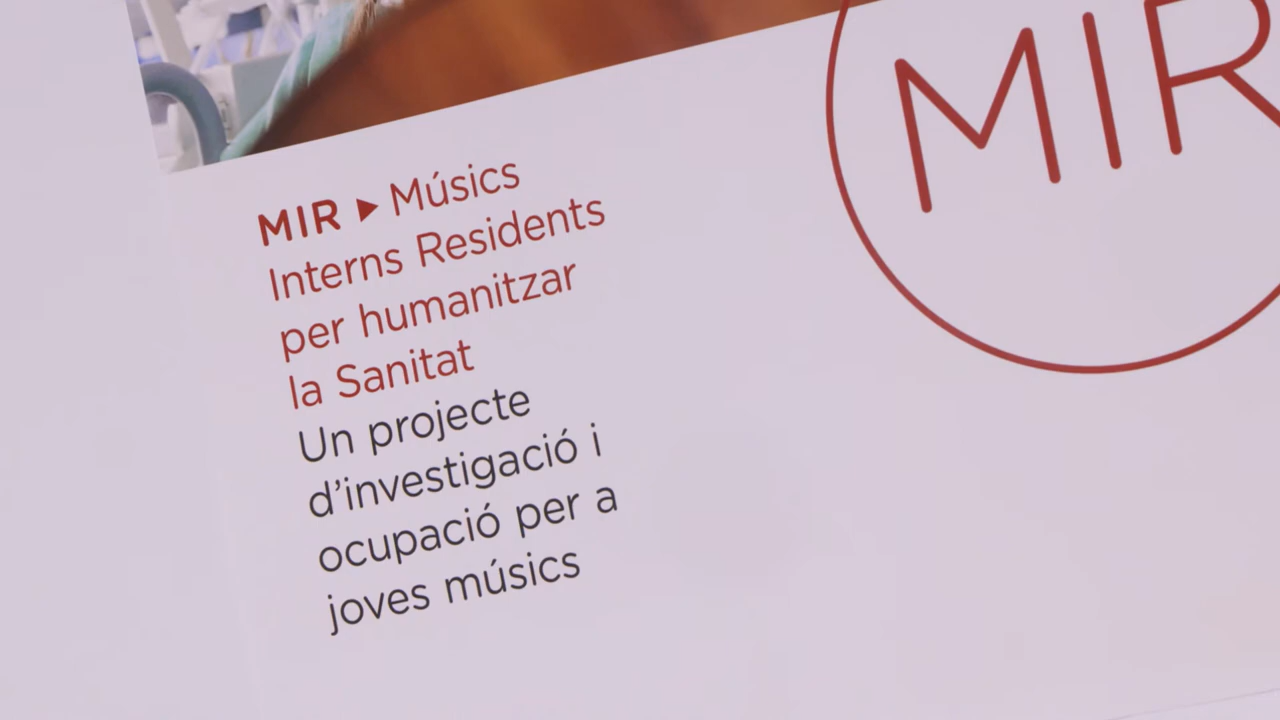 MIR
MIR ▶ Músics
Interns Residents
per humanitzar
la Sanitat
Un projecte
d’investigació i
ocupació per a
joves músics